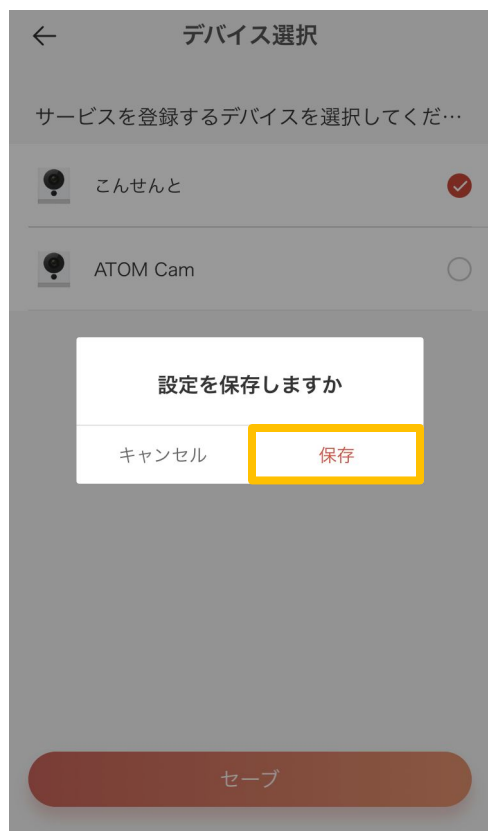 デバイス選択
サービスを登録するデバイスを選択してくだ…
こんせんと
ATOM Cam
設定を保存しますか
キャンセル
保存
セーブ